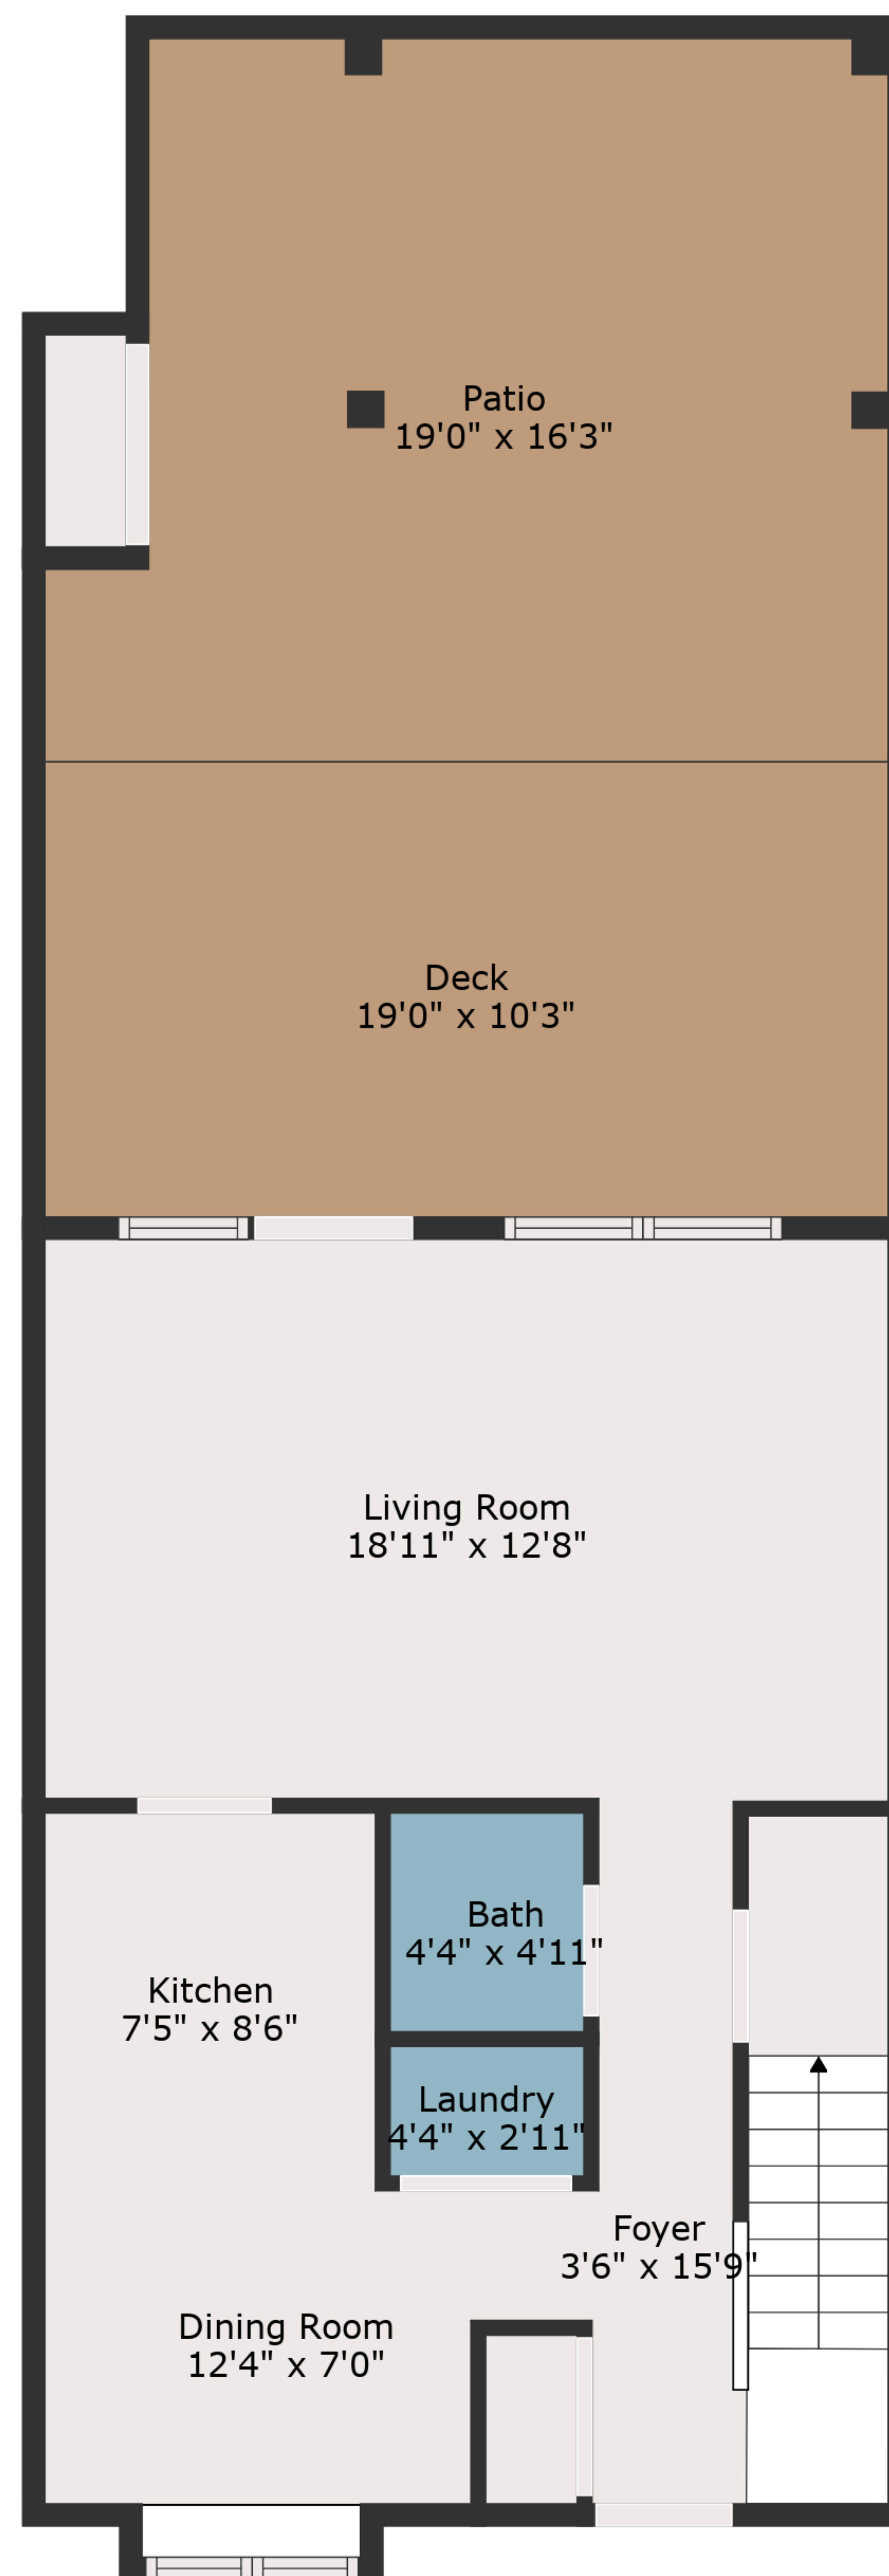 Patio
19'0" x 16'3"
Deck
19'0" x 10'3"
Living Room
18'11" x 12'8"
Bath
4'4" x 4'11"
Kitchen
7'5" x 8'6"
Laundry
4'4" x 2'11"
Foyer
3'6" x 15'9"
Dining Room
12'4" x 7'0"